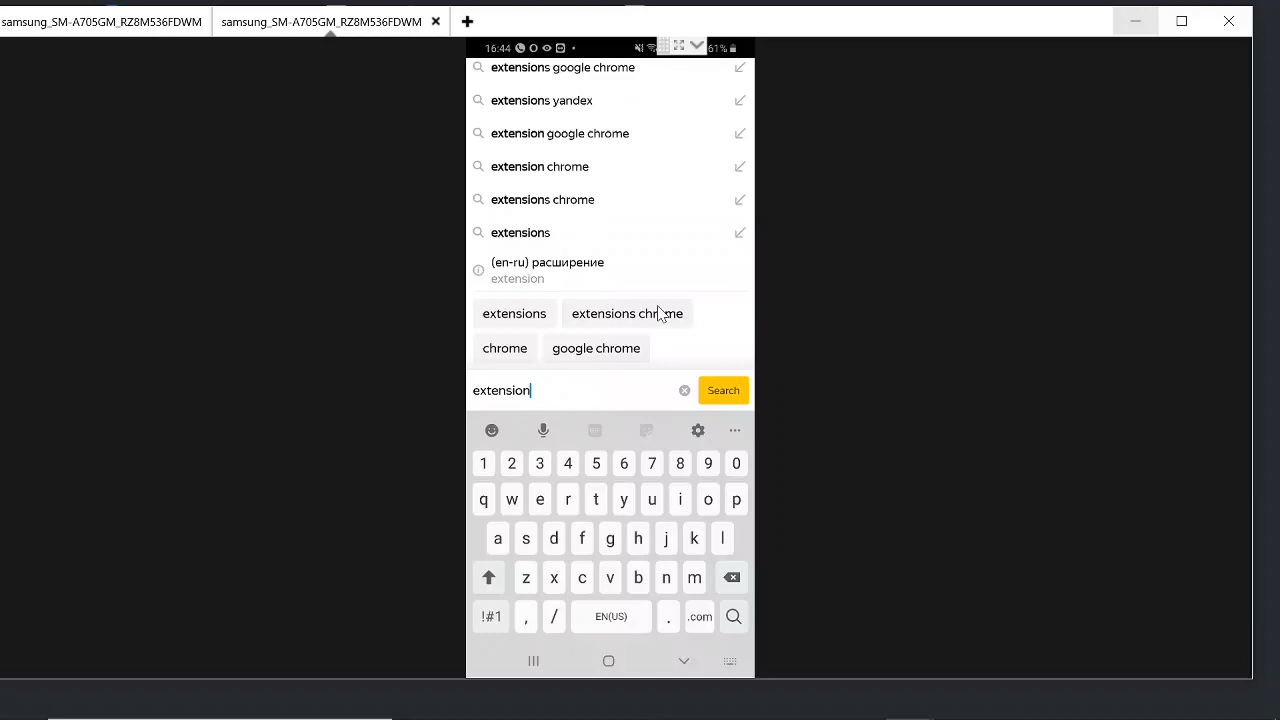 samsung_SM-A705GM_RZ8M536FDWM samsung_SM-A705GM_RZ8M536FDWM
16:44 61%
extensions google chrome
extensions yandex
extension google chrome
extension chrome
extensions chrome
extensions
(en-ru) расширение
extension
extensions extensions chrome
chrome google chrome
extension Search
1 2 3 4 5 6 7 8 9 0
q w e r t y u i o p
a s d f g h j k l
z x c v b n m
!#1 , / EN(US) . .com